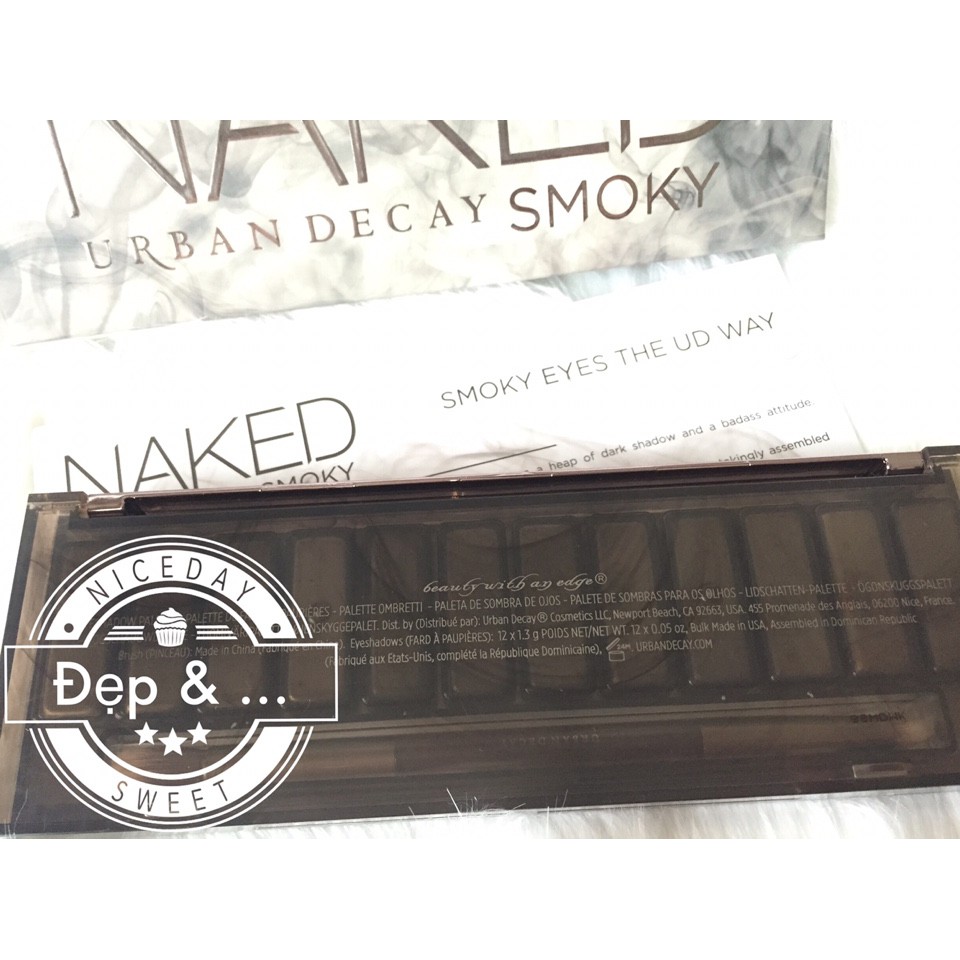 NAKED
URBAN DECAY SMOKY
SMOKY EYES THE UD WAY
NAKED
SMOKY
a heap of dark shadow and a badass attitude
assembled
beauty with an edge®
- PALETTE OMBRETTI - PALETA DE SOMBRA DE OJOS - PALETE DE SOMBRAS PARA OS OLHOS - LIDSCHATTEN-PALETTE - ÖGONSKUGGSPALETT
Dist. by (Distribué par): Urban Decay® Cosmetics LLC, Newport Beach, CA 92663, USA. 455 Promenade des Anglais, 06200 Nice, France.
Brush (PINCEAU): Made in China Eyeshadows (FARD À PAUPIÈRES): 12 x 1.3 g POIDS NET/NET WT. 12 x 0.05 oz, Bulk Made in USA, Assembled in Dominican Republic
(Fabriqué aux Etats-Unis, complété la République Dominicaine), 24M URBANDECAY.COM
URBAN DECAY
NICEDAY
Đẹp & ...
SWEET